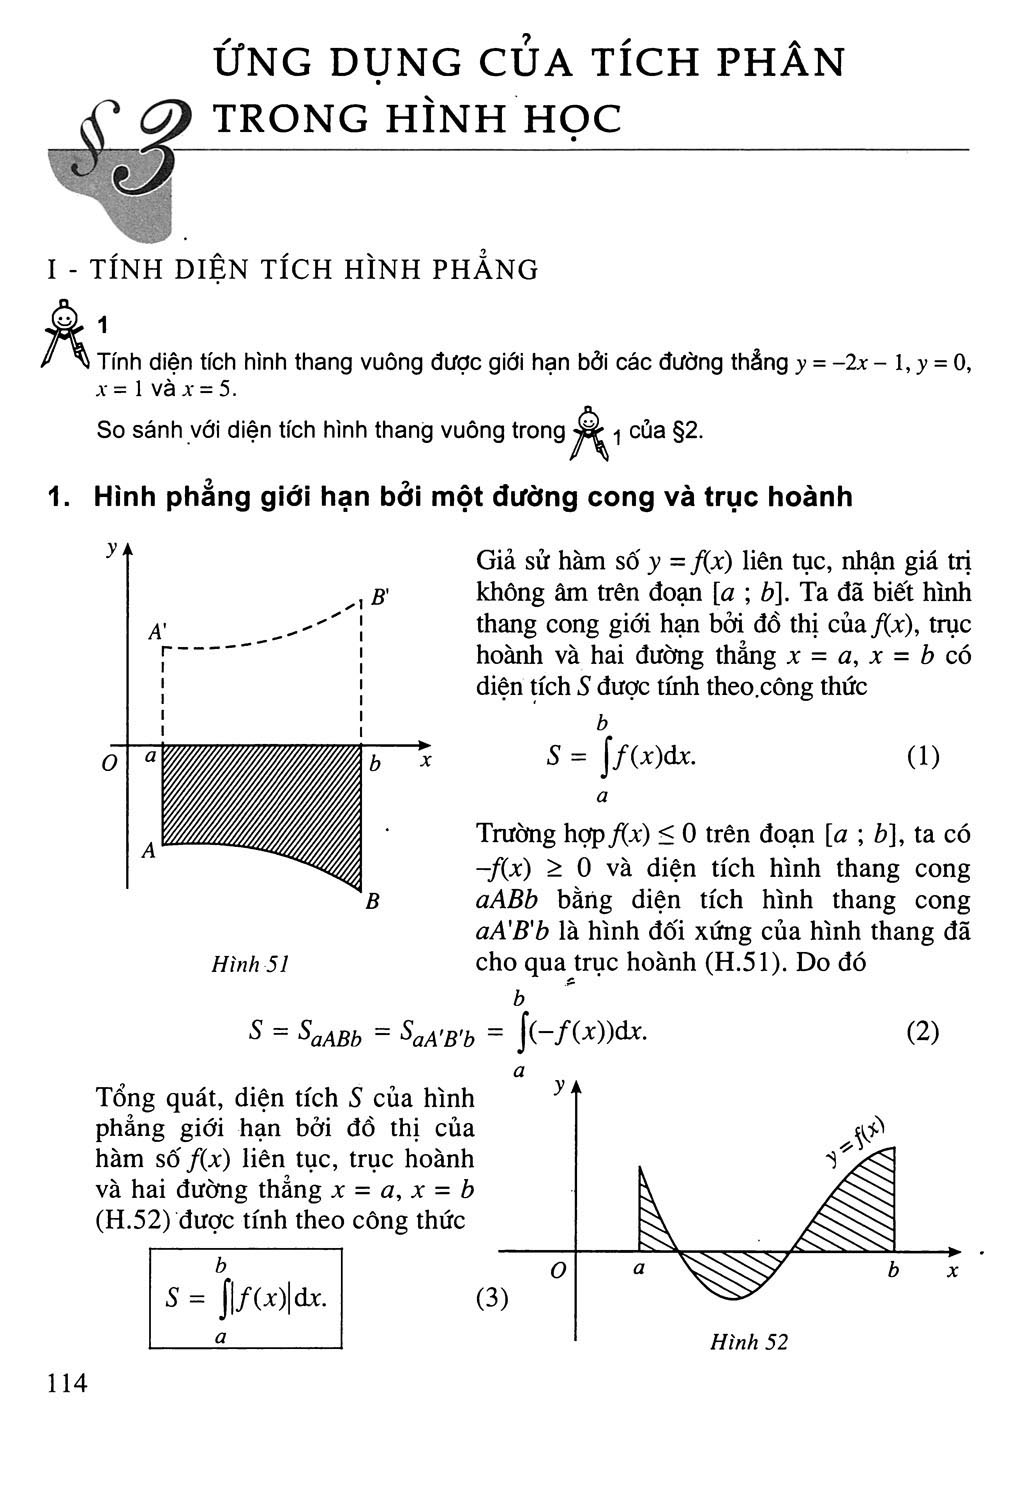 §3
ỨNG DỤNG CỦA TÍCH PHÂN
TRONG HÌNH HỌC
I - TÍNH DIỆN TÍCH HÌNH PHẲNG
1
Tính diện tích hình thang vuông được giới hạn bởi các đường thẳng y = –2x – 1, y = 0,
x = 1 và x = 5.
So sánh với diện tích hình thang vuông trong 1 của §2.
1. Hình phẳng giới hạn bởi một đường cong và trục hoành
y
B'
A'
O
a
b
x
A
B
Hình 51
Giả sử hàm số y = f(x) liên tục, nhận giá trị
không âm trên đoạn [a ; b]. Ta đã biết hình
thang cong giới hạn bởi đồ thị của f(x), trục
hoành và hai đường thẳng x = a, x = b có
diện tích S được tính theo công thức
b
S = ∫f(x)dx. (1)
a
Trường hợp f(x) ≤ 0 trên đoạn [a ; b], ta có
–f(x) ≥ 0 và diện tích hình thang cong
aABb bằng diện tích hình thang cong
aA'B'b là hình đối xứng của hình thang đã
cho qua trục hoành (H.51). Do đó
b
S = SaABb = SaA'B'b = ∫(–f(x))dx. (2)
a
Tổng quát, diện tích S của hình
phẳng giới hạn bởi đồ thị của
hàm số f(x) liên tục, trục hoành
và hai đường thẳng x = a, x = b
(H.52) được tính theo công thức
b
S = ∫|f(x)|dx. (3)
a
y
y = f(x)
O
a
b
x
Hình 52
114